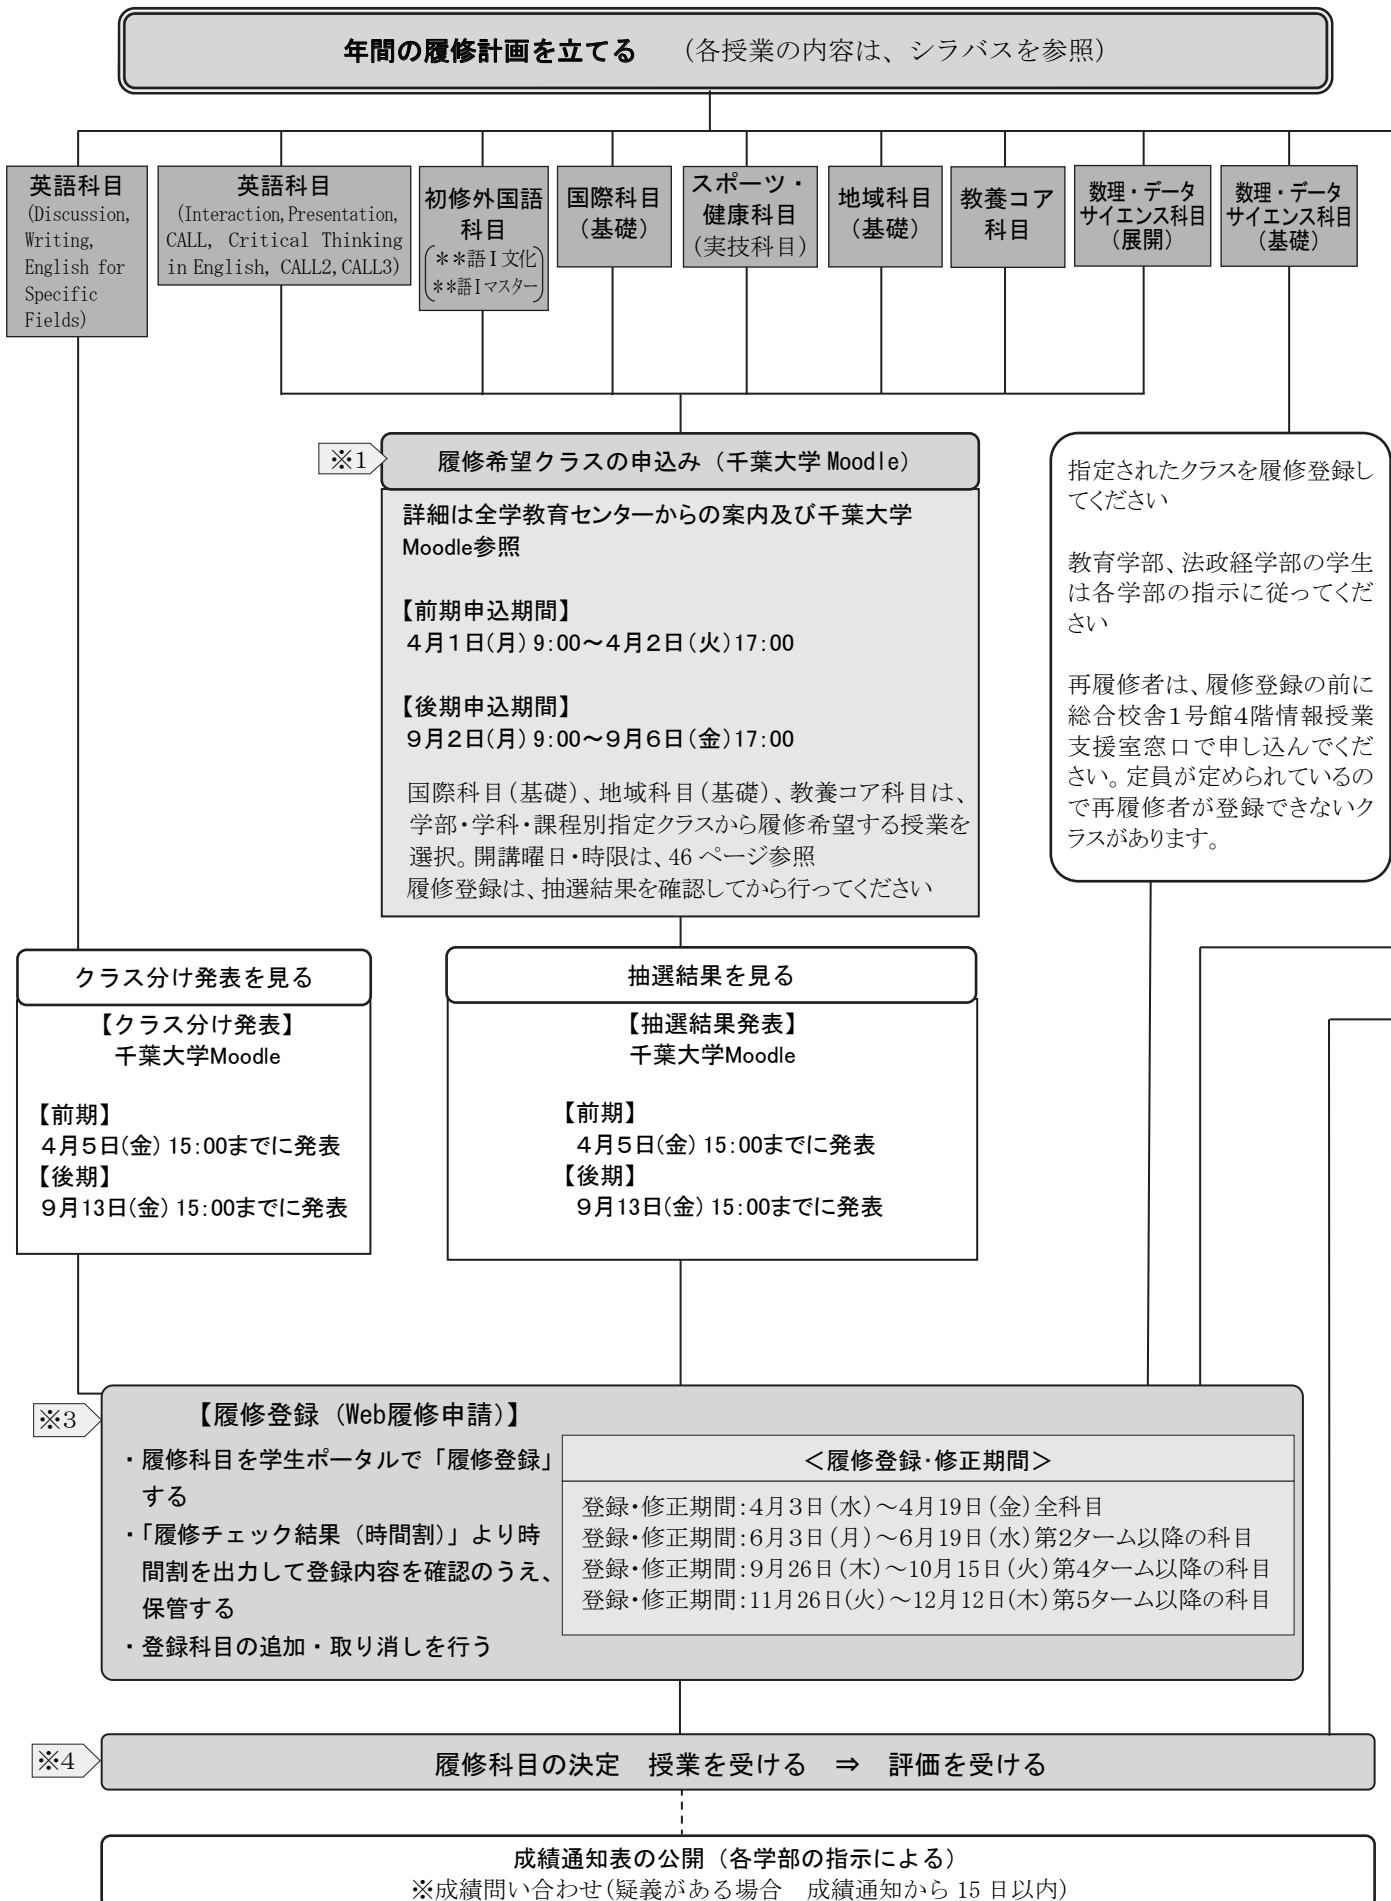 年間の履修計画を立てる　（各授業の内容は、シラバスを参照）
英語科目
(Discussion,
Writing,
English for
Specific
Fields)
英語科目
(Interaction,Presentation,
CALL, Critical Thinking
in English, CALL2,CALL3)
初修外国語
科目
(**語Ⅰ文化
**語Ⅰマスター)
国際科目
（基礎）
スポーツ・
健康科目
（実技科目）
地域科目
（基礎）
教養コア
科目
数理・データ
サイエンス科目
（展開）
数理・データ
サイエンス科目
（基礎）
※1
履修希望クラスの申込み（千葉大学 Moodle）
詳細は全学教育センターからの案内及び千葉大学
Moodle参照
【前期申込期間】
４月１日(月) 9:00～４月２日(火)17:00
【後期申込期間】
９月２日(月) 9:00～９月６日(金)17:00
国際科目（基礎）、地域科目（基礎）、教養コア科目は、
学部・学科・課程別指定クラスから履修希望する授業を
選択。開講曜日・時限は、46 ページ参照
履修登録は、抽選結果を確認してから行ってください
指定されたクラスを履修登録し
てください
教育学部、法政経学部の学生
は各学部の指示に従ってくだ
さい
再履修者は、履修登録の前に
総合校舎１号館４階情報授業
支援室窓口で申し込んでくだ
さい。定員が定められているの
で再履修者が登録できないク
ラスがあります。
クラス分け発表を見る
【クラス分け発表】
千葉大学Moodle
【前期】
４月５日(金) 15:00までに発表
【後期】
９月13日(金) 15:00までに発表
抽選結果を見る
【抽選結果発表】
千葉大学Moodle
【前期】
４月５日(金) 15:00までに発表
【後期】
９月13日(金) 15:00までに発表
※3
【履修登録（Web履修申請）】
・履修科目を学生ポータルで「履修登録」
する
・「履修チェック結果（時間割）」より時
間割を出力して登録内容を確認のうえ、
保管する
・登録科目の追加・取り消しを行う
＜履修登録・修正期間＞
登録・修正期間：4月3日（水）～4月19日（金）全科目
登録・修正期間：6月3日（月）～6月19日（水）第2ターム以降の科目
登録・修正期間：9月26日（木）～10月15日（火）第4ターム以降の科目
登録・修正期間：11月26日(火)～12月12日(木)第5ターム以降の科目
※4
履修科目の決定　授業を受ける　⇒　評価を受ける
成績通知表の公開（各学部の指示による）
※成績問い合わせ（疑義がある場合　成績通知から 15 日以内）